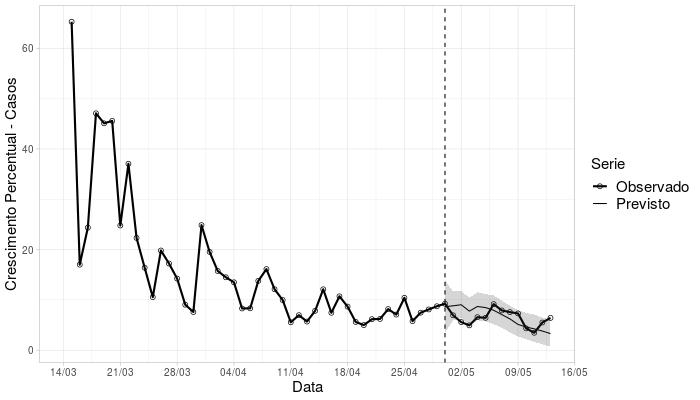 Crescimento Percentual - Casos
60
40
20
0
14/03 21/03 28/03 04/04 11/04 18/04 25/04 02/05 09/05 16/05
Data
Serie
Observado
Previsto